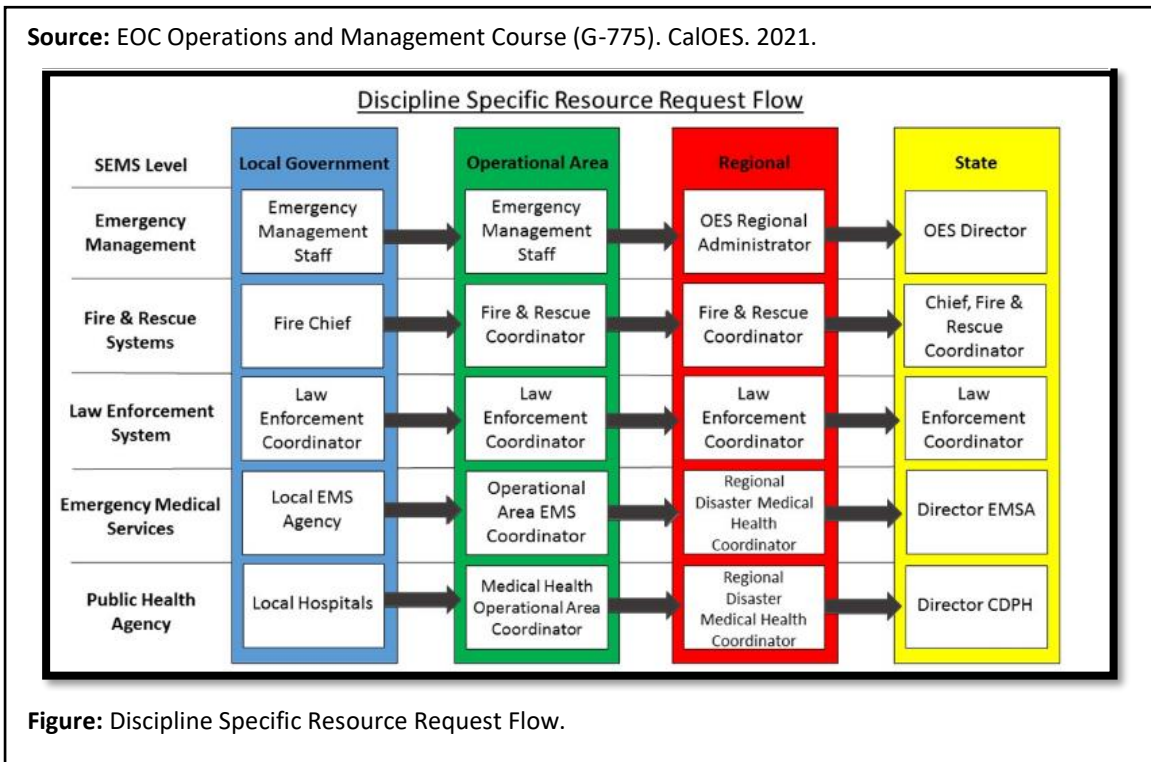 Source: EOC Operations and Management Course (G-775). CalOES. 2021.
Discipline Specific Resource Request Flow
SEMS Level
Local Government
Operational Area
Regional
State
Emergency
Management
Emergency
Management
Staff
Emergency
Management
Staff
OES Regional
Administrator
OES Director
Fire & Rescue
Systems
Fire Chief
Fire & Rescue
Coordinator
Fire & Rescue
Coordinator
Chief, Fire &
Rescue
Coordinator
Law Enforcement
System
Law
Enforcement
Coordinator
Law
Enforcement
Coordinator
Law
Enforcement
Coordinator
Law
Enforcement
Coordinator
Emergency Medical
Services
Local EMS
Agency
Operational
Area EMS
Coordinator
Regional
Disaster Medical
Health
Coordinator
Director EMSA
Public Health
Agency
Local Hospitals
Medical Health
Operational Area
Coordinator
Regional
Disaster
Medical Health
Coordinator
Director CDPH
Figure: Discipline Specific Resource Request Flow.